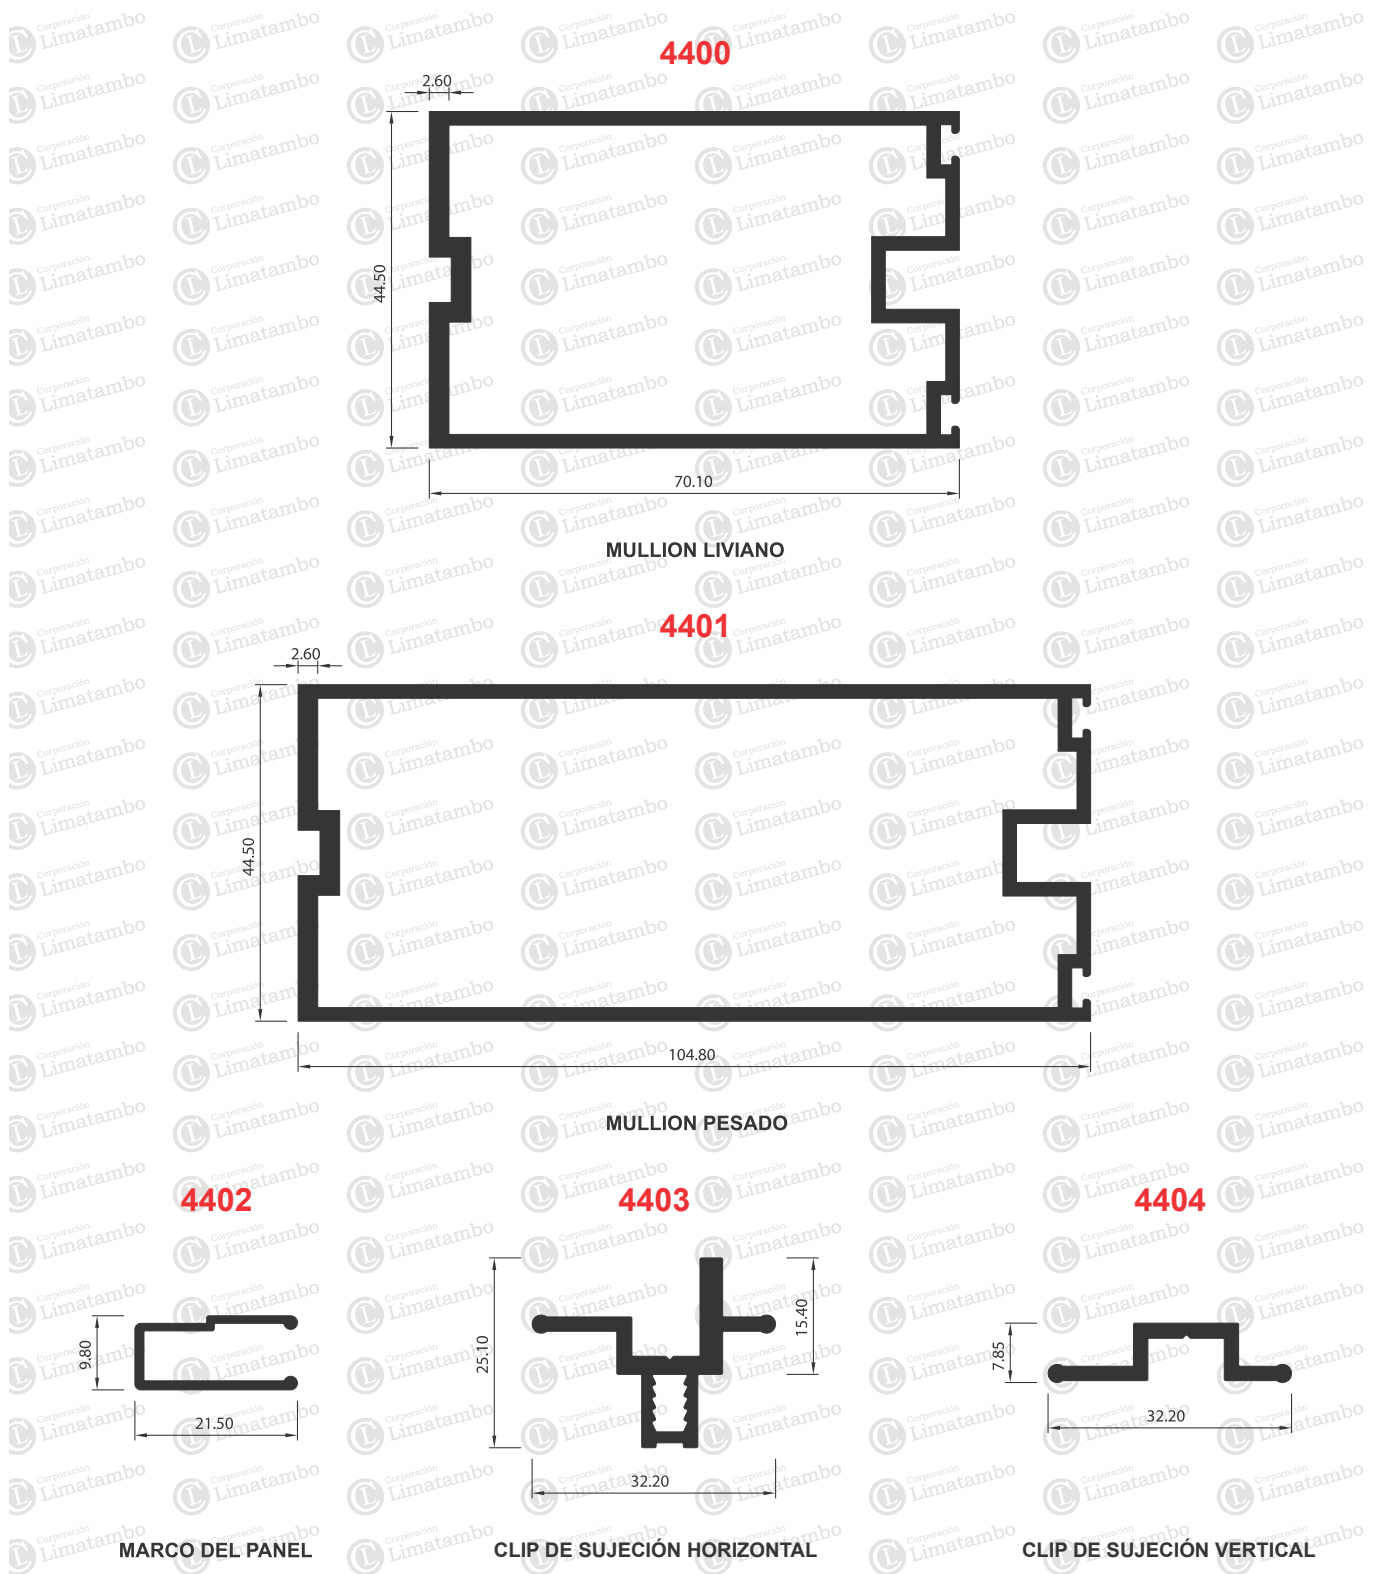 4400
2.60
44.50
70.10
MULLION LIVIANO
4401
2.60
44.50
104.80
MULLION PESADO
4402
4403
4404
9.80
21.50
25.10
15.40
32.20
7.85
32.20
MARCO DEL PANEL
CLIP DE SUJECIÓN HORIZONTAL
CLIP DE SUJECIÓN VERTICAL
Corporación
Limatambo